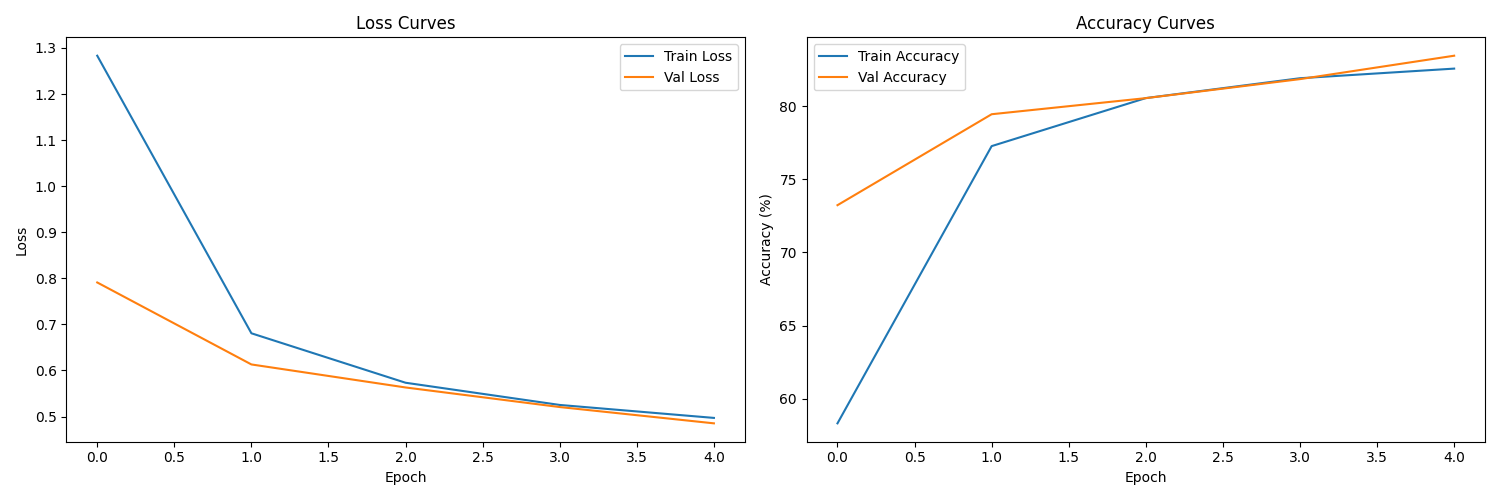 Loss Curves
1.3
1.2
1.1
1.0
0.9
0.8
0.7
0.6
0.5
Loss
Train Loss
Val Loss
0.0 0.5 1.0 1.5 2.0 2.5 3.0 3.5 4.0
Epoch
Accuracy Curves
Train Accuracy
Val Accuracy
80
75
70
65
60
Accuracy (%)
0.0 0.5 1.0 1.5 2.0 2.5 3.0 3.5 4.0
Epoch